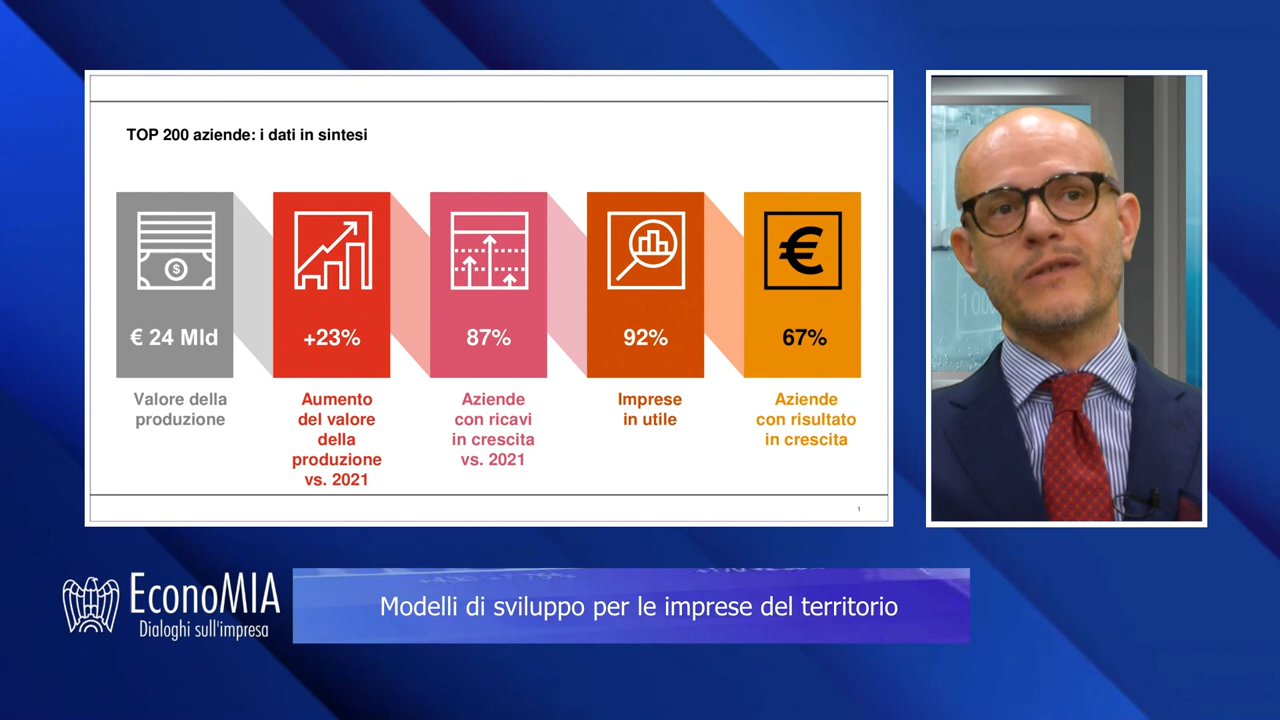 TOP 200 aziende: i dati in sintesi
$
€
€ 24 Mld
+23%
87%
92%
67%
Valore della
produzione
Aumento
del valore
della
produzione
vs. 2021
Aziende
con ricavi
in crescita
vs. 2021
Imprese
in utile
Aziende
con risultato
in crescita
1
EconoMIA
Dialoghi sull'impresa
Modelli di sviluppo per le imprese del territorio